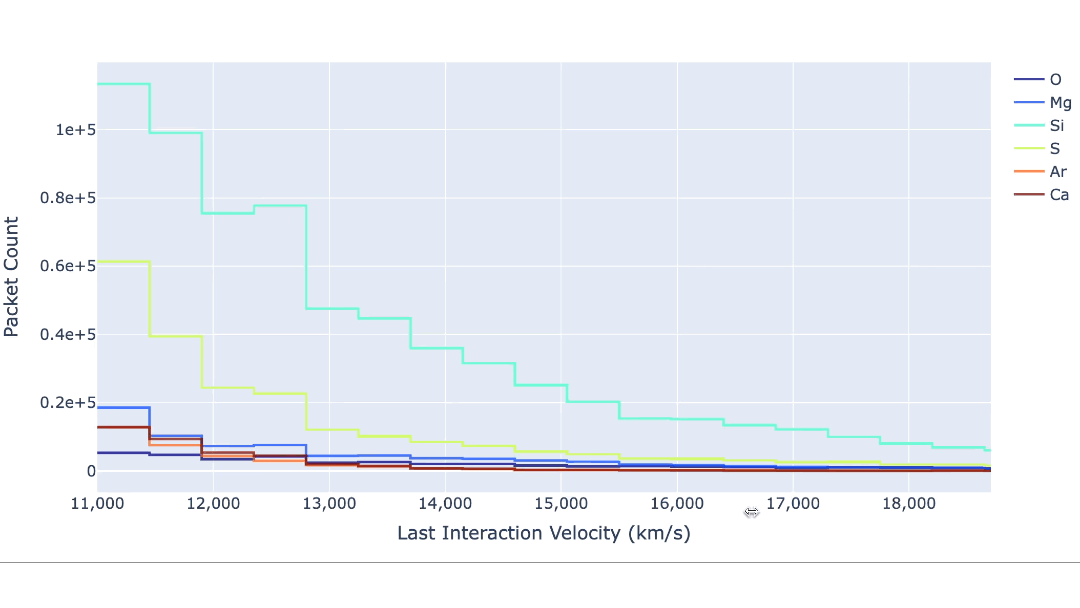 O
Mg
Si
S
Ar
Ca
Packet Count
1e+5
0.8e+5
0.6e+5
0.4e+5
0.2e+5
0
11,000 12,000 13,000 14,000 15,000 16,000 17,000 18,000
Last Interaction Velocity (km/s)